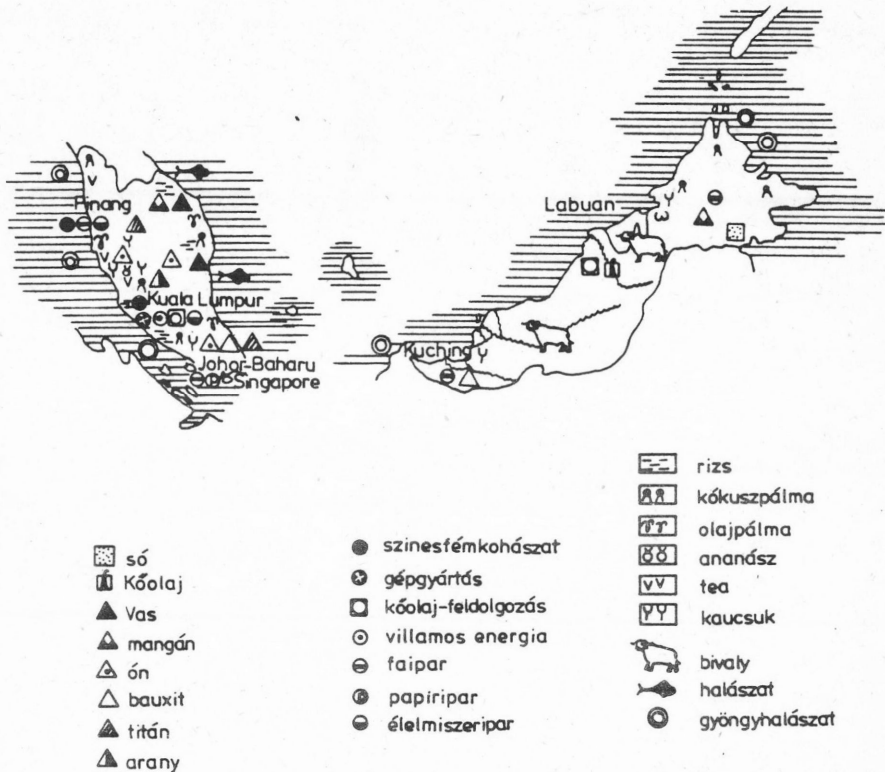 Labuan
Pinang
Kuala Lumpur
Kuching
Johor-Baharu
Singapore
só
Kőolaj
Vas
mangán
ón
bauxit
titán
arany
szinesfémkohászat
gépgyártás
kőolaj-feldolgozás
villamos energia
faipar
papiripar
élelmiszeripar
rizs
kókuszpálma
olajpálma
ananász
tea
kaucsuk
bivaly
halászat
gyöngyhalászat